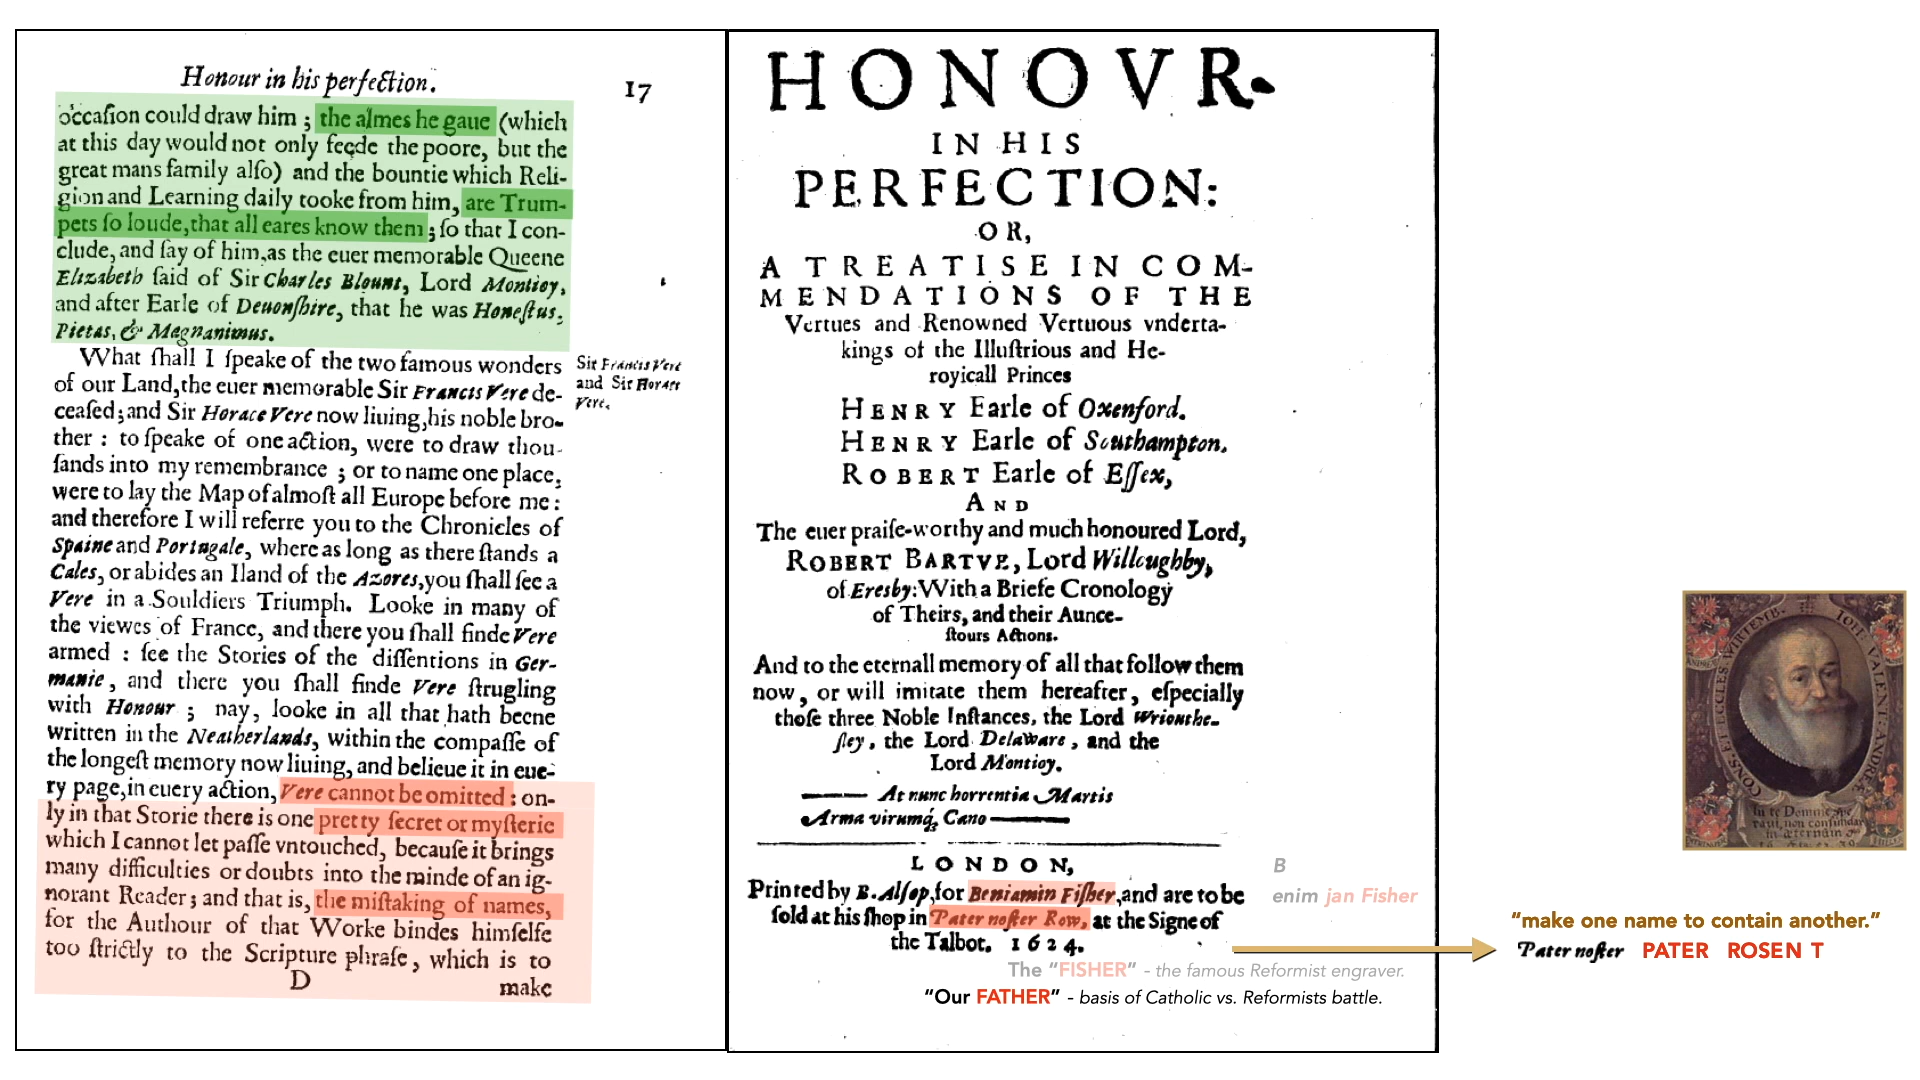 Honour in his perfection. 17
occasion could draw him ; the almes he gaue (which
at this day would not only feede the poore, but the
great mans family also) and the bountie which Reli-
gion and Learning daily tooke from him, are Trum-
pets so loude,that all eares know them ; so that I con-
clude, and say of him,as the euer memorable Queene
Elizabeth said of Sir Charles Blount, Lord Montioy,
and after Earle of Deuonshire, that he was Honestus,
Pietas, & Magnanimus.
What shall I speake of the two famous wonders
of our Land,the euer memorable Sir Francis Vere de-
ceased;and Sir Horace Vere now liuing,his noble bro-
ther : to speake of one action, were to draw thou-
sands into my remembrance ; or to name one place,
were to lay the Map of almost all Europe before me :
and therefore I will referre you to the Chronicles of
Spaine and Portugale, where as long as there stands a
Cales, or abides an Iland of the Azores,you shall see a
Vere in a Souldiers Triumph. Looke in many of
the viewes of France, and there you shall finde Vere
armed : see the Stories of the dissentions in Ger-
manie, and there you shall finde Vere strugling
with Honour ; nay, looke in all that hath beene
written in the Neatherlands, within the compasse of
the longest memory now liuing, and belieue it in eue-
ry page,in euery action, Vere cannot be omitted : on-
ly in that Storie there is one pretty secret or mysterie
which I cannot let passe vntouched, because it brings
many difficulties or doubts into the minde of an ig-
norant Reader; and that is, the mistaking of names,
for the Authour of that Worke bindes himselfe
too strictly to the Scripture phrase, which is to
D make
Sir Francis Vere
and Sir Horace
Vere.
HONOVR.
IN HIS
PERFECTION:
OR,
A TREATISE IN COM-
MENDATIONS OF THE
Vertues and Renowned Vertuous vnderta-
kings of the Illustrious and He-
royicall Princes
HENRY Earle of Oxenford.
HENRY Earle of Southampton.
ROBERT Earle of Essex,
AND
The euer praise-worthy and much honoured Lord,
ROBERT BARTVE, Lord Willoughby,
of Eresby: With a Briefe Cronology
of Theirs, and their Aunce-
stours Actions.
And to the eternall memory of all that follow them
now, or will imitate them hereafter, especially
those three Noble Instances, the Lord Wriothe-
sley, the Lord Delaware, and the
Lord Montioy.
At nunc horrentia Martis
Arma virumq; Cano
LONDON,
Printed by B. Alsop, for Beniamin Fisher, and are to be
sold at his shop in Pater noster Row, at the Signe of
the Talbot. 1624.
B
enim jan Fisher
The “FISHER” - the famous Reformist engraver.
“Our FATHER” - basis of Catholic vs. Reformists battle.
“make one name to contain another.”
Pater noster PATER ROSEN T
IOH. VALENT. ANDREÆ